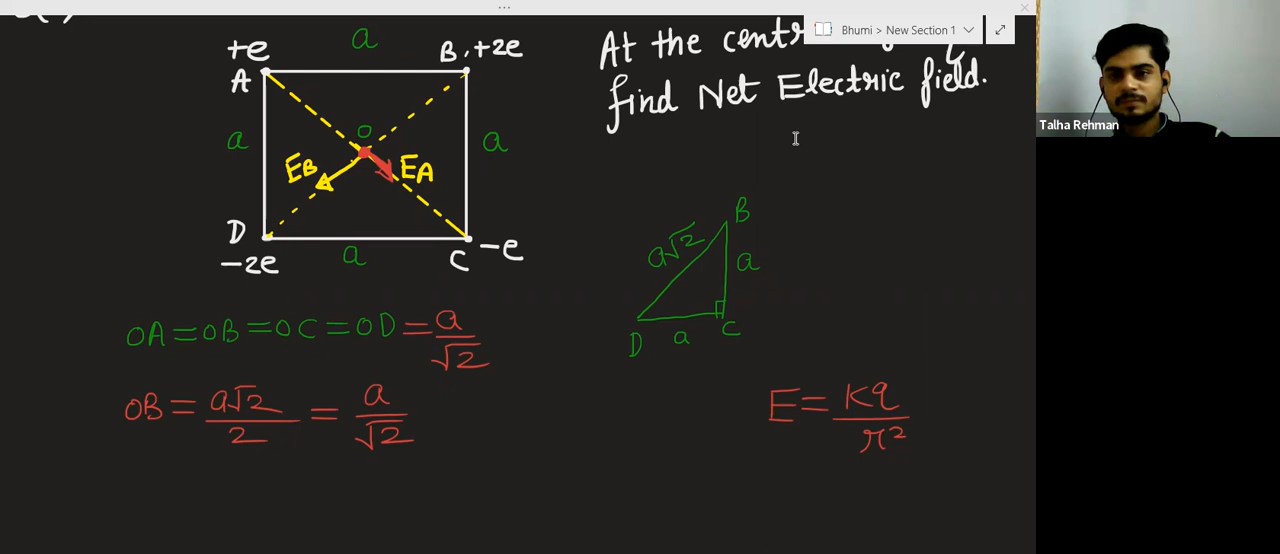 Bhumi > New Section 1
At the centr
find Net Electric field.
Talha Rehman
+e
a
B, +2e
A
a
O
a
EB
EA
D
-2e
a
C
-e
B
a√2
a
D
a
C
OA = OB = OC = OD = a/√2
OB = a√2/2 = a/√2
E = Kq/r²